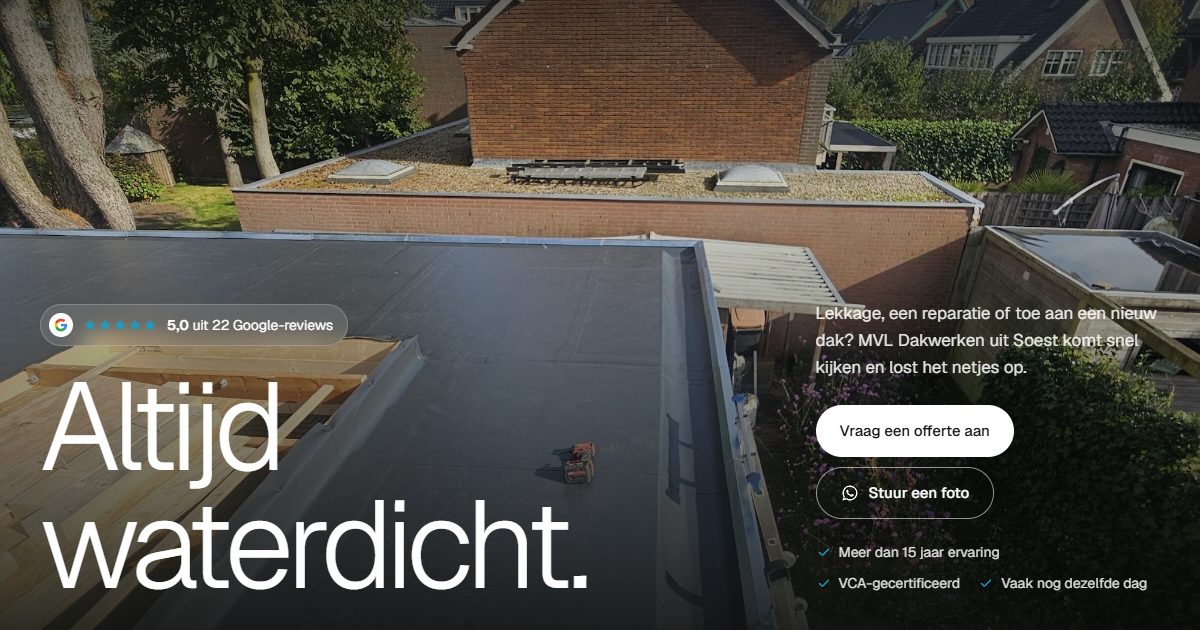 5,0 uit 22 Google-reviews
Altijd
waterdicht.
Lekkage, een reparatie of toe aan een nieuw
dak? MVL Dakwerken uit Soest komt snel
kijken en lost het netjes op.
Vraag een offerte aan
Stuur een foto
Meer dan 15 jaar ervaring
VCA-gecertificeerd
Vaak nog dezelfde dag